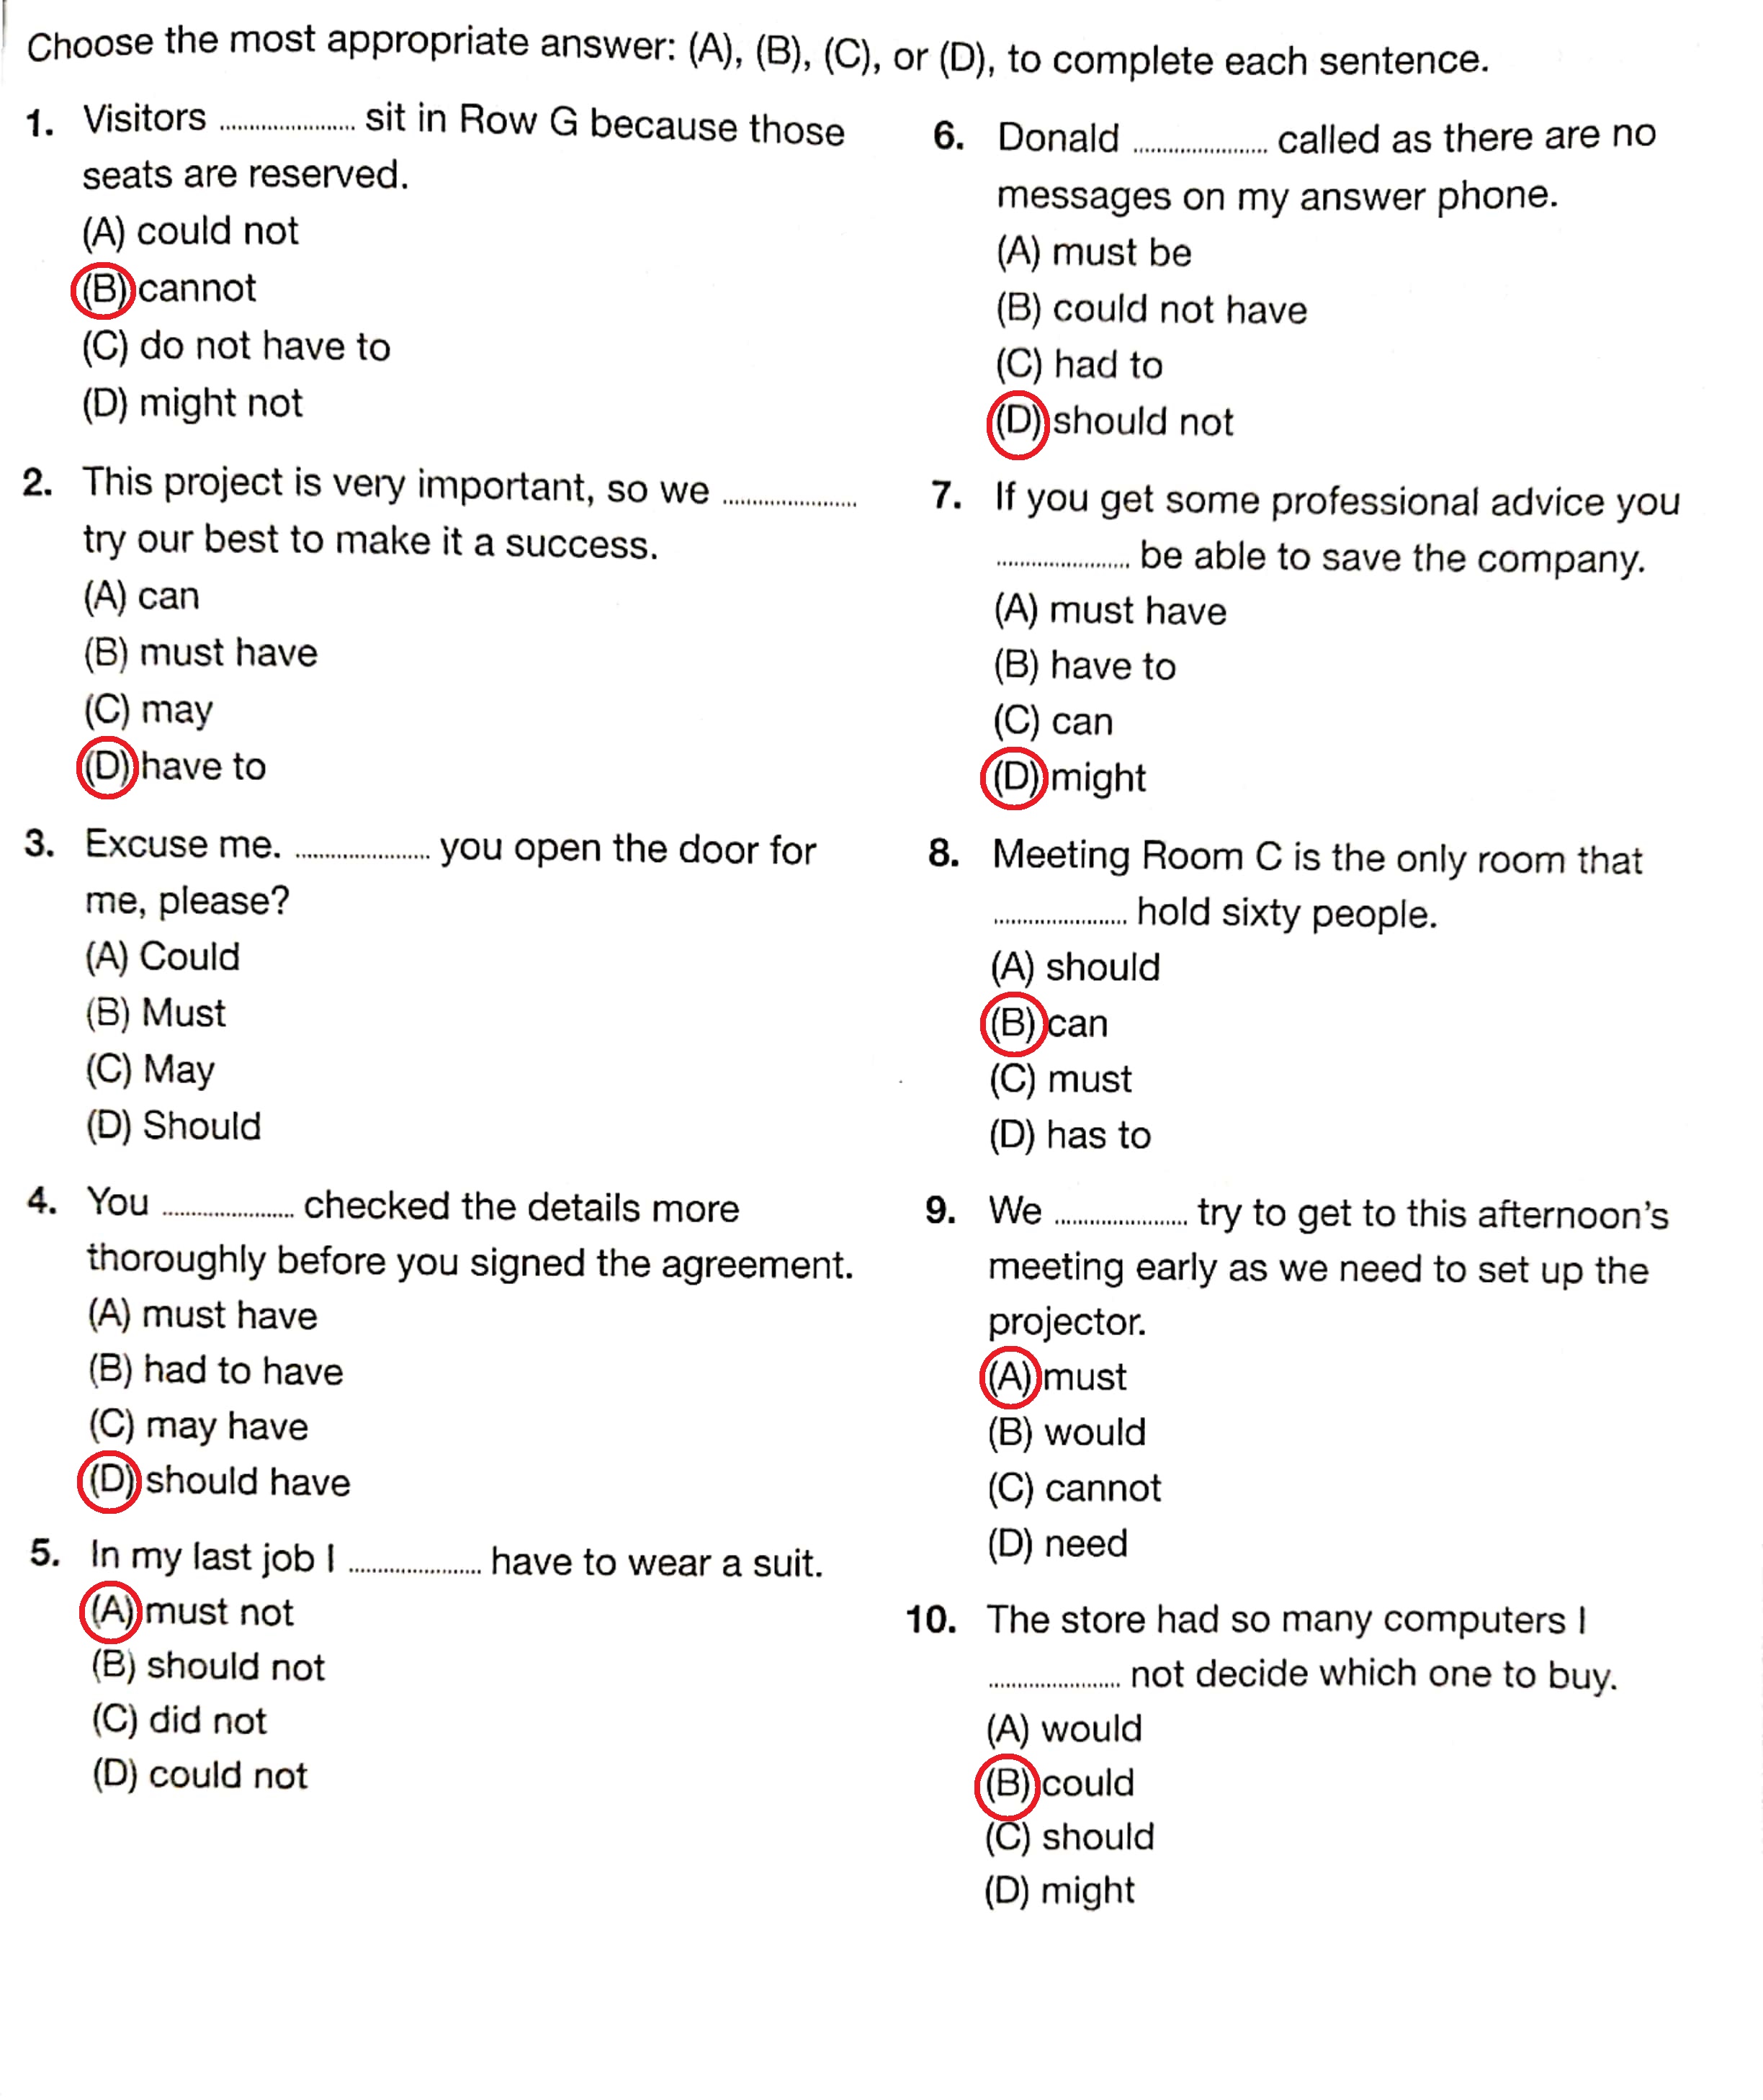 Choose the most appropriate answer: (A), (B), (C), or (D), to complete each sentence.
1. Visitors ..................... sit in Row G because those
seats are reserved.
(A) could not
(B) cannot
(C) do not have to
(D) might not
2. This project is very important, so we .....................
try our best to make it a success.
(A) can
(B) must have
(C) may
(D) have to
3. Excuse me. ..................... you open the door for
me, please?
(A) Could
(B) Must
(C) May
(D) Should
4. You ..................... checked the details more
thoroughly before you signed the agreement.
(A) must have
(B) had to have
(C) may have
(D) should have
5. In my last job I ..................... have to wear a suit.
(A) must not
(B) should not
(C) did not
(D) could not
6. Donald ..................... called as there are no
messages on my answer phone.
(A) must be
(B) could not have
(C) had to
(D) should not
7. If you get some professional advice you
..................... be able to save the company.
(A) must have
(B) have to
(C) can
(D) might
8. Meeting Room C is the only room that
..................... hold sixty people.
(A) should
(B) can
(C) must
(D) has to
9. We ..................... try to get to this afternoon's
meeting early as we need to set up the
projector.
(A) must
(B) would
(C) cannot
(D) need
10. The store had so many computers I
..................... not decide which one to buy.
(A) would
(B) could
(C) should
(D) might